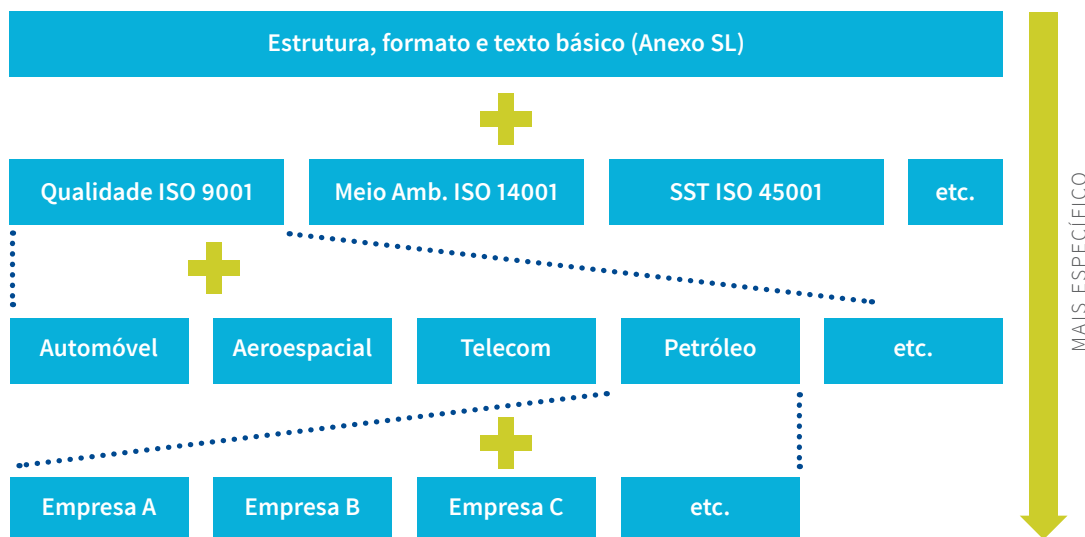 Estrutura, formato e texto básico (Anexo SL)
Qualidade ISO 9001
Meio Amb. ISO 14001
SST ISO 45001
etc.
Automóvel
Aeroespacial
Telecom
Petróleo
etc.
Empresa A
Empresa B
Empresa C
etc.
MAIS ESPECÍFICO